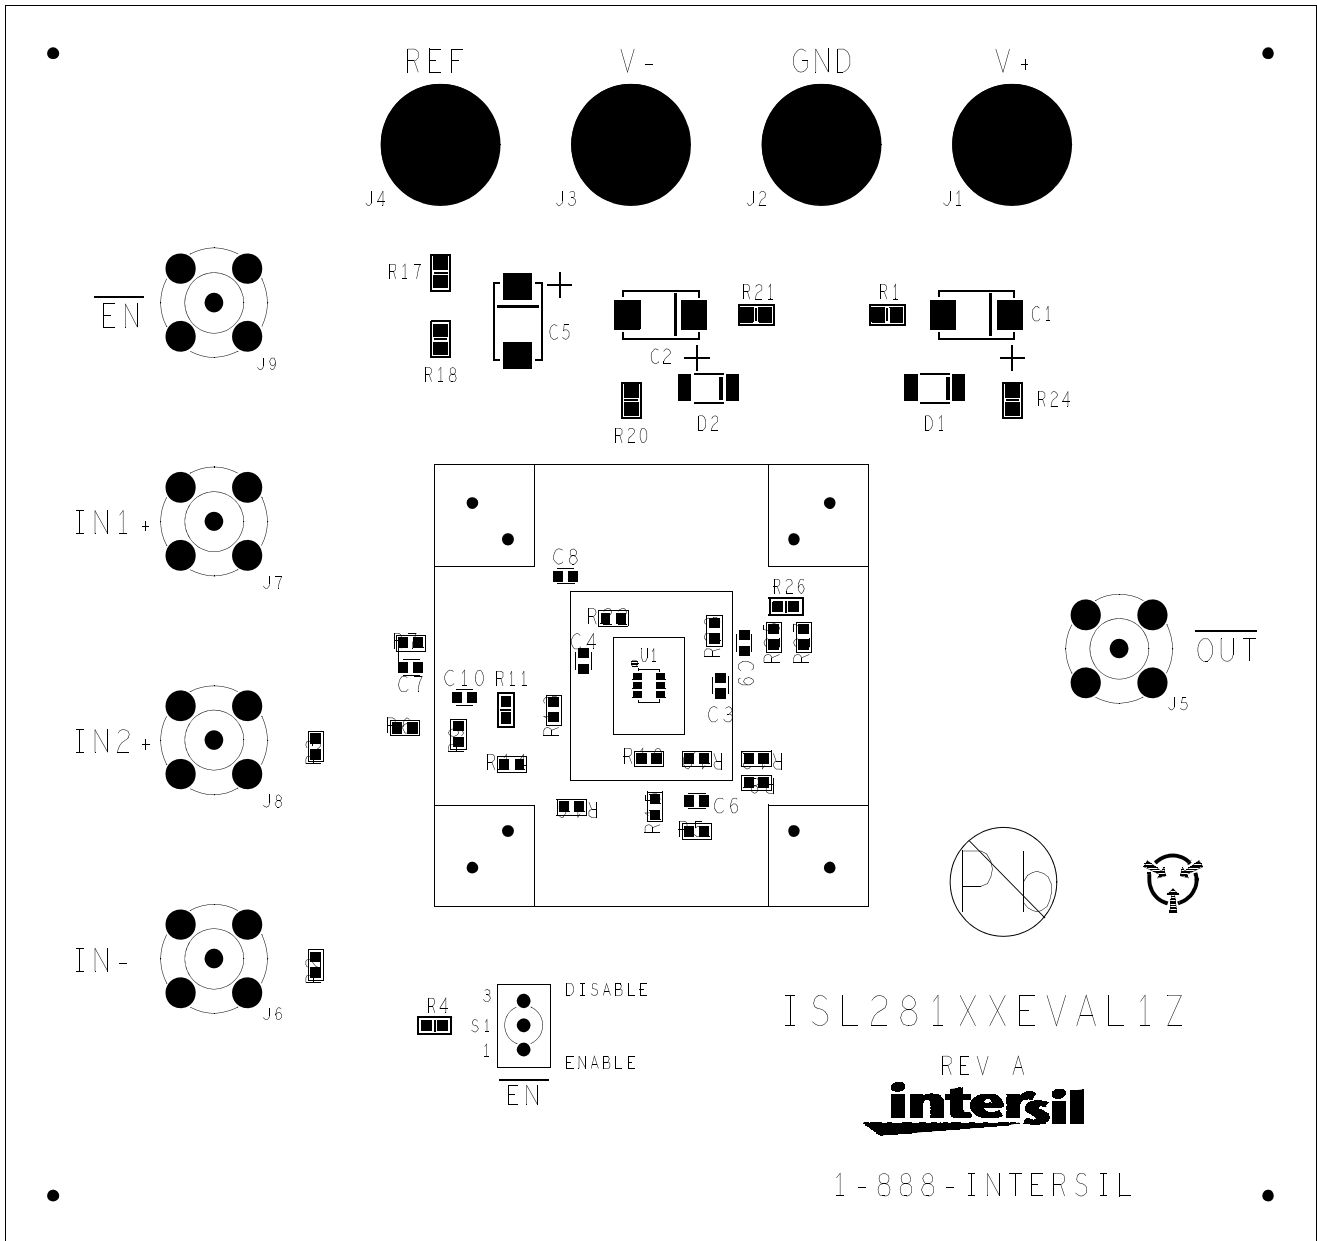 REF V- GND V+
J4 J3 J2 J1
R17
R21 R1
EN
C5 C1
J9
C2
R18
R24
D2 D1
R20
IN1+
C8
J7
R26
C4
U1
OUT
C9
C7 C10 R11
J5
C3
IN2+
J8
C6
Pb
IN-
3 DISABLE
R4
J6
S1
ISL281XXEVAL1Z
1 ENABLE
REV A
EN
intersil
1-888-INTERSIL